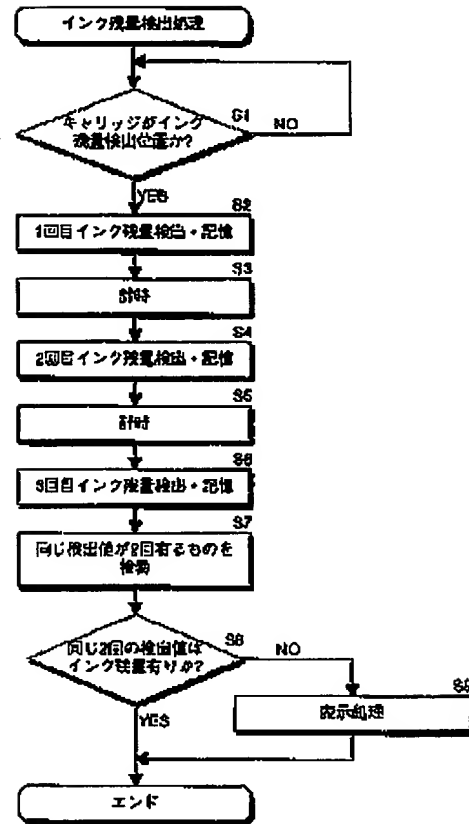 インク残量検出処理
S1
キャリッジがインク
残量検出位置か?
NO
YES
S2
1回目インク残量検出・記憶
S3
計時
S4
2回目インク残量検出・記憶
S5
計時
S6
3回目インク残量検出・記憶
S7
同じ検出値が2回有るものを
検索
S8
同じ2回の検出値は
インク残量有りか?
NO
S9
表示処理
YES
エンド